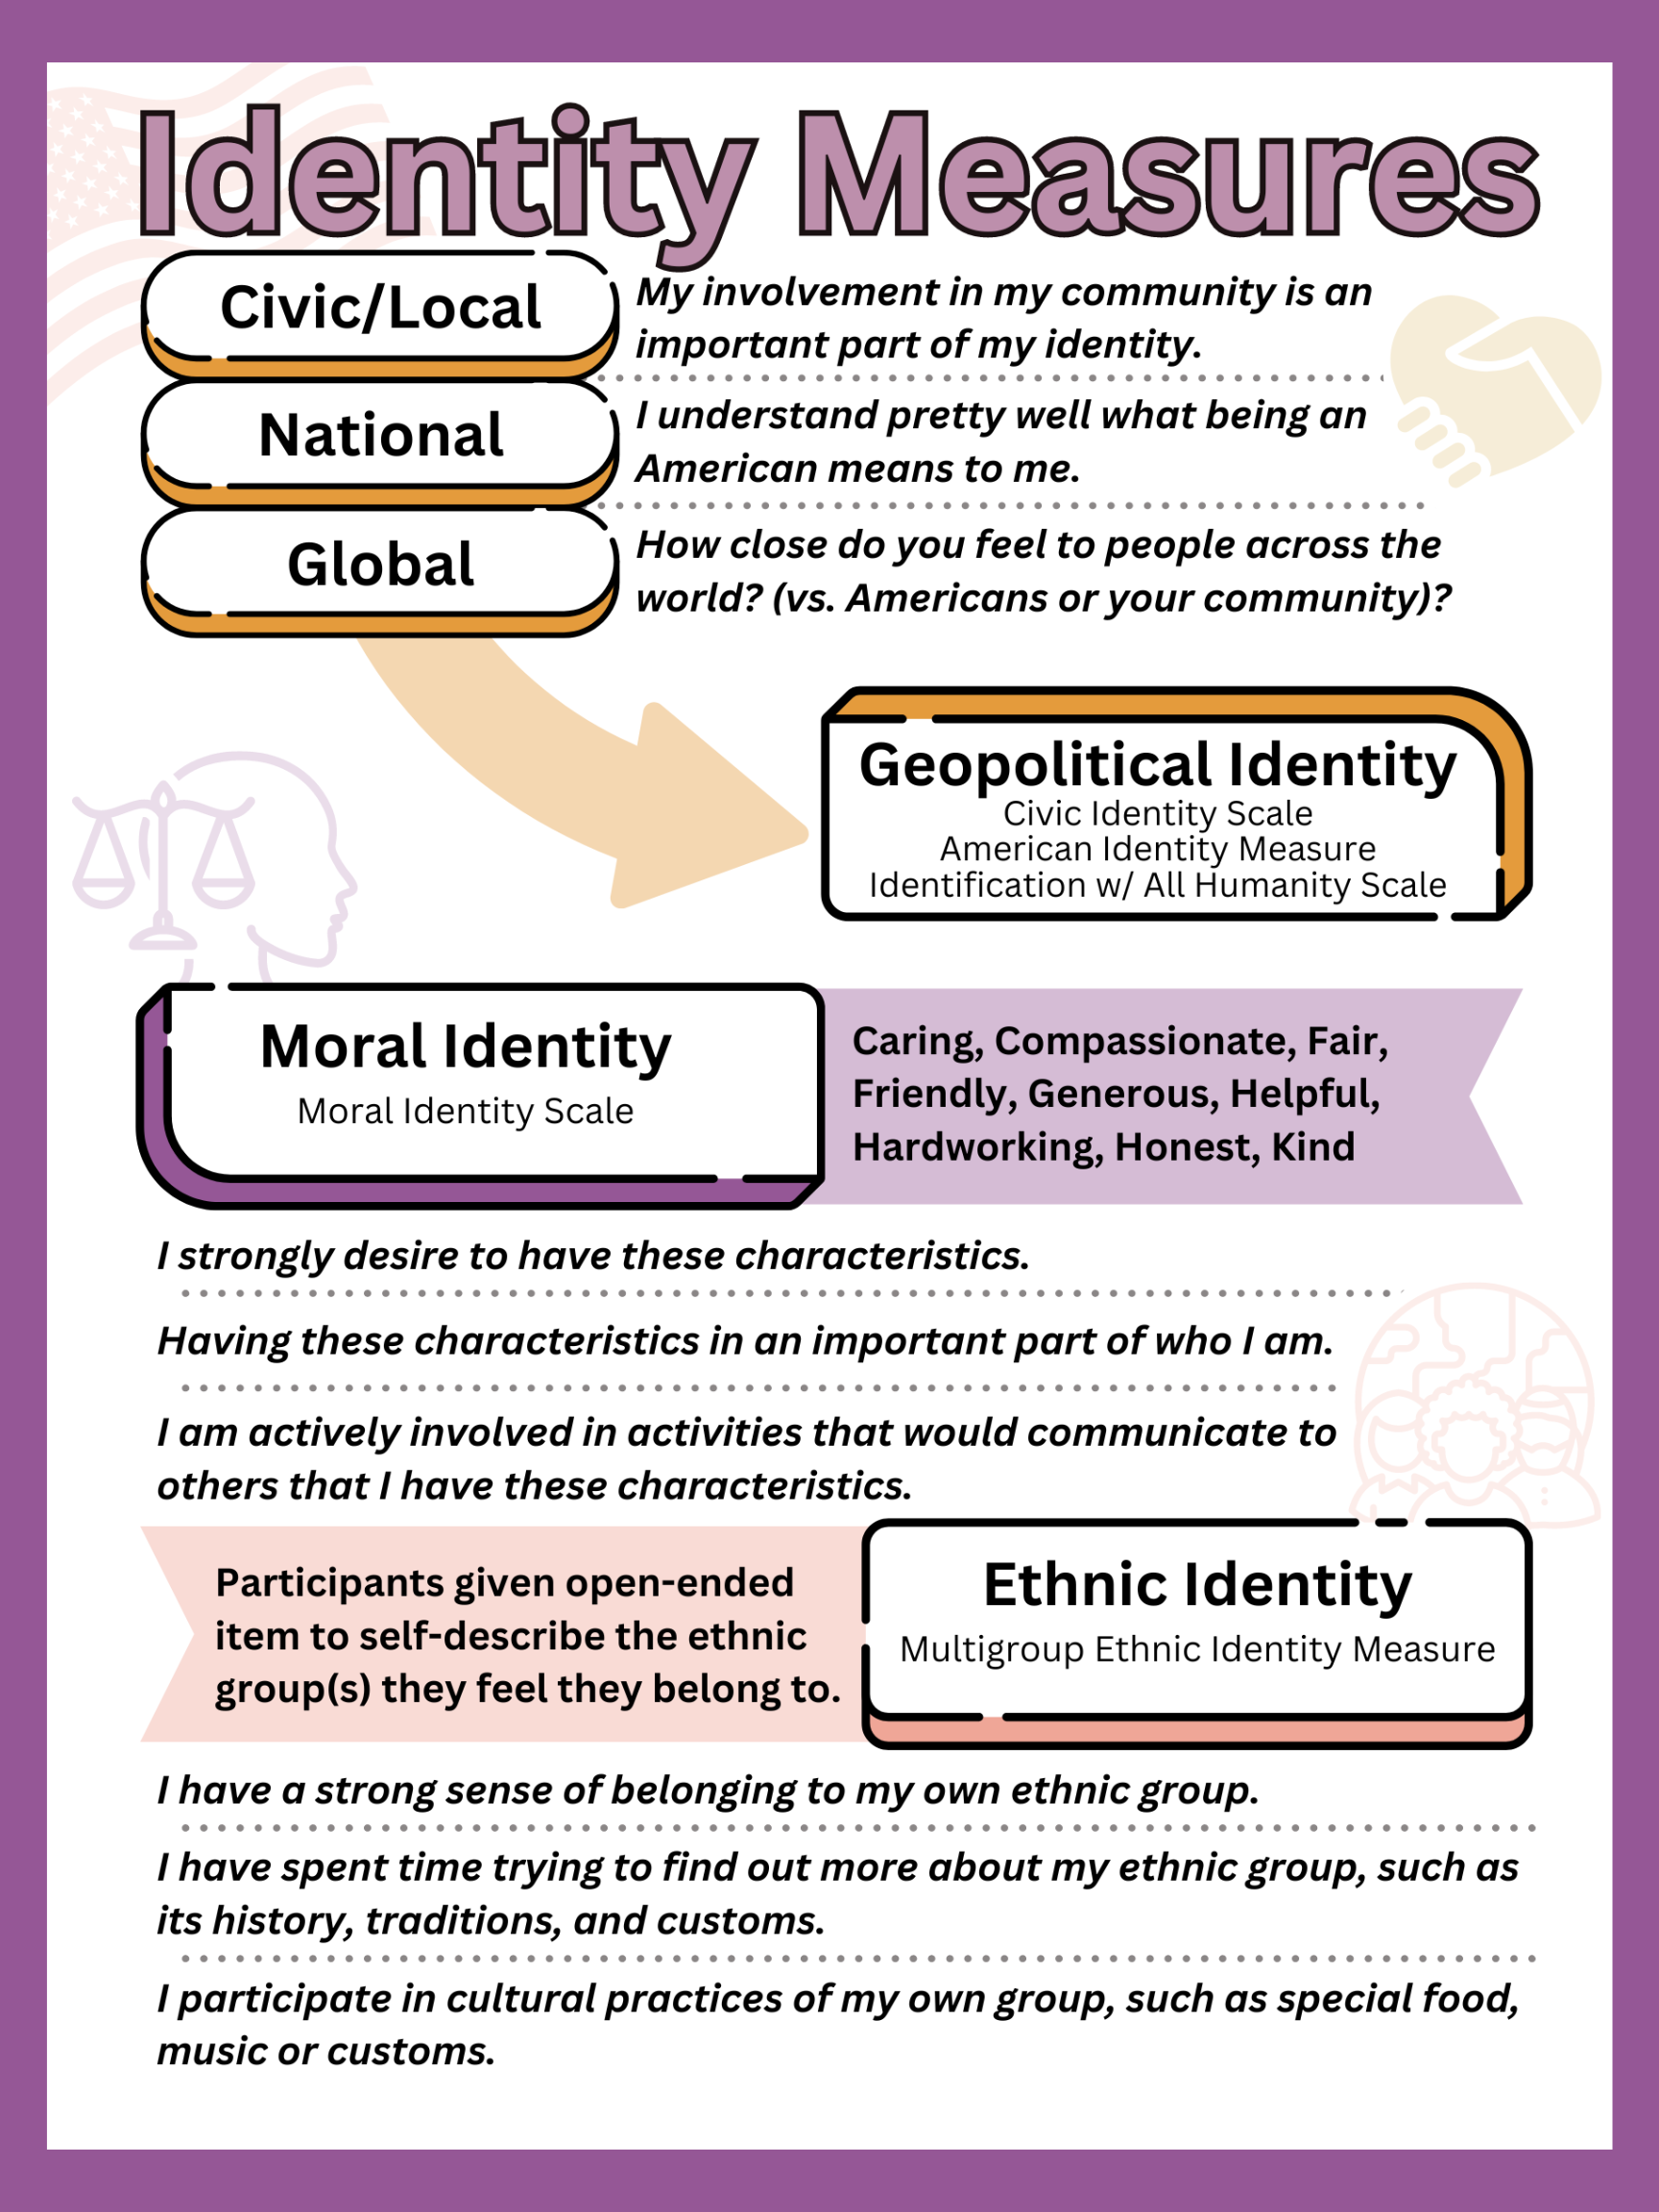 Identity Measures
Civic/Local
My involvement in my community is an
important part of my identity.
National
I understand pretty well what being an
American means to me.
Global
How close do you feel to people across the
world? (vs. Americans or your community)?
Geopolitical Identity
Civic Identity Scale
American Identity Measure
Identification w/ All Humanity Scale
Moral Identity
Moral Identity Scale
Caring, Compassionate, Fair,
Friendly, Generous, Helpful,
Hardworking, Honest, Kind
I strongly desire to have these characteristics.
Having these characteristics in an important part of who I am.
I am actively involved in activities that would communicate to
others that I have these characteristics.
Participants given open-ended
item to self-describe the ethnic
group(s) they feel they belong to.
Ethnic Identity
Multigroup Ethnic Identity Measure
I have a strong sense of belonging to my own ethnic group.
I have spent time trying to find out more about my ethnic group, such as
its history, traditions, and customs.
I participate in cultural practices of my own group, such as special food,
music or customs.